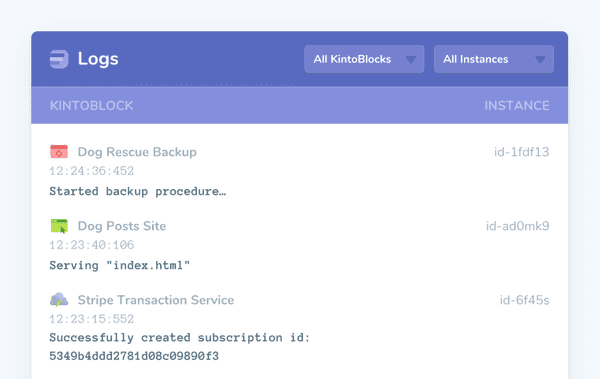 Logs
All KintoBlocks
All Instances
KINTOBLOCK
INSTANCE
Dog Rescue Backup
id-1fdf13
12:24:36:452
Started backup procedure…
Dog Posts Site
id-ad0mk9
12:23:40:106
Serving "index.html"
Stripe Transaction Service
id-6f45s
12:23:15:552
Successfully created subscription id:
5349b4ddd2781d08c09890f3